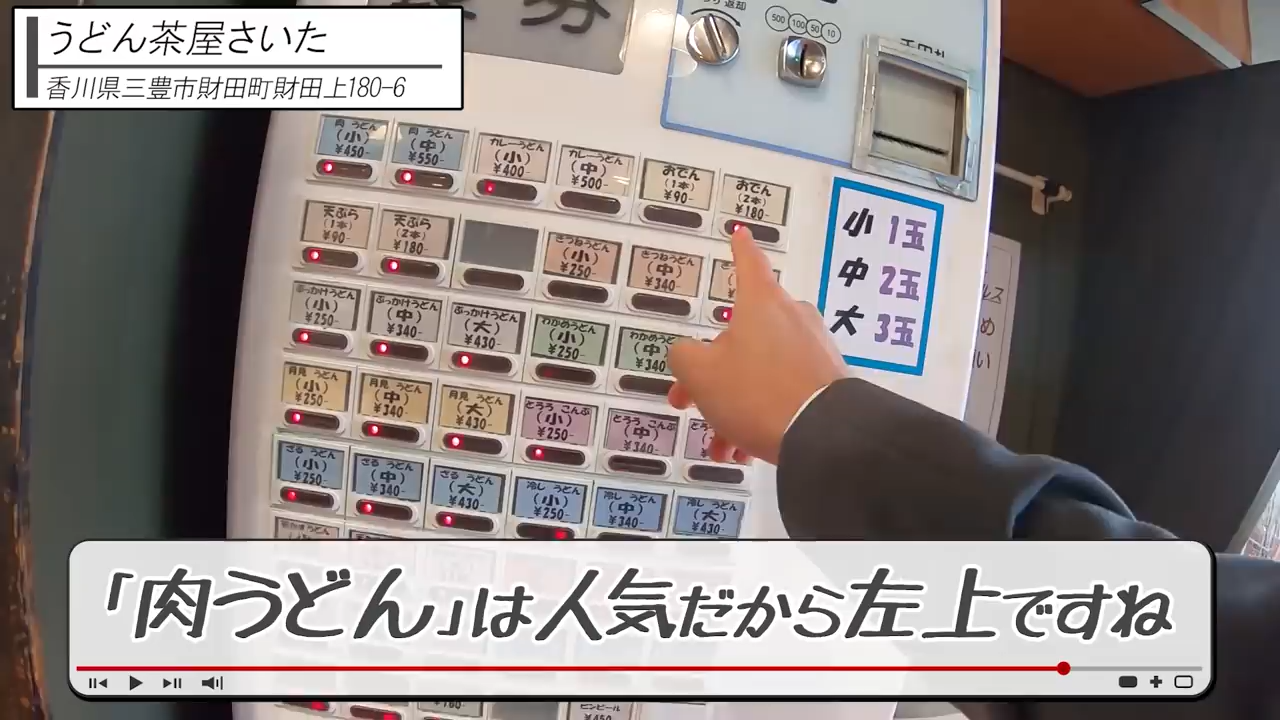 うどん茶屋さいた
香川県三豊市財田町財田上180-6
500 100 50 10
肉 うどん (小) ¥450-
肉 うどん (中) ¥550-
カレーうどん (小) ¥400-
カレーうどん (中) ¥500-
おでん (1本) ¥90-
おでん (2本) ¥180-
天ぷら (1本) ¥90-
天ぷら (2本) ¥180-
きつねうどん (小) ¥250-
きつねうどん (中) ¥340-
ぶっかけうどん (小) ¥250-
ぶっかけうどん (中) ¥340-
ぶっかけうどん (大) ¥430-
わかめうどん (小) ¥250-
わかめうどん (中) ¥340
月見 うどん (小) ¥250-
月見 うどん (中) ¥340-
月見 うどん (大) ¥430-
とろろ こんぶ (小) ¥250-
とろろ こんぶ (中) ¥340-
ざる うどん (小) ¥250-
ざる うどん (中) ¥340-
ざる うどん (大) ¥430-
冷し うどん (小) ¥250-
冷し うどん (中) ¥340-
冷し うどん (大) ¥430-
小 1玉
中 2玉
大 3玉
「肉うどん」は人気だから左上ですね